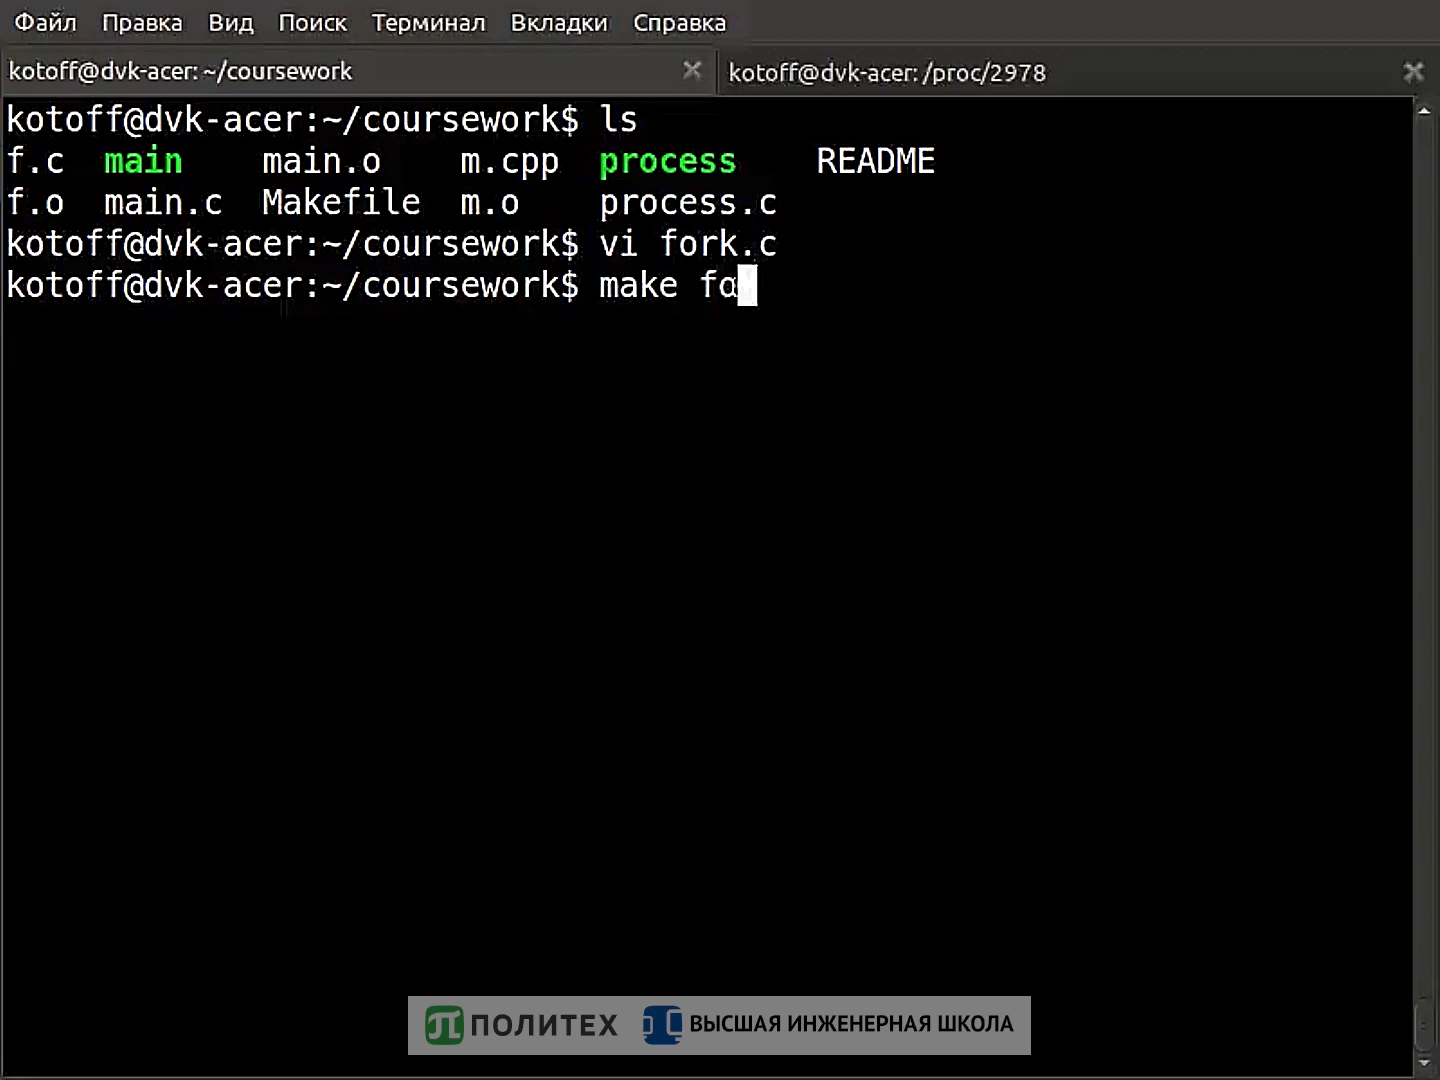 Файл Правка Вид Поиск Терминал Вкладки Справка
kotoff@dvk-acer: ~/coursework kotoff@dvk-acer: /proc/2978
kotoff@dvk-acer:~/coursework$ ls
f.c main main.o m.cpp process README
f.o main.c Makefile m.o process.c
kotoff@dvk-acer:~/coursework$ vi fork.c
kotoff@dvk-acer:~/coursework$ make fo
ПОЛИТЕХ ВЫСШАЯ ИНЖЕНЕРНАЯ ШКОЛА